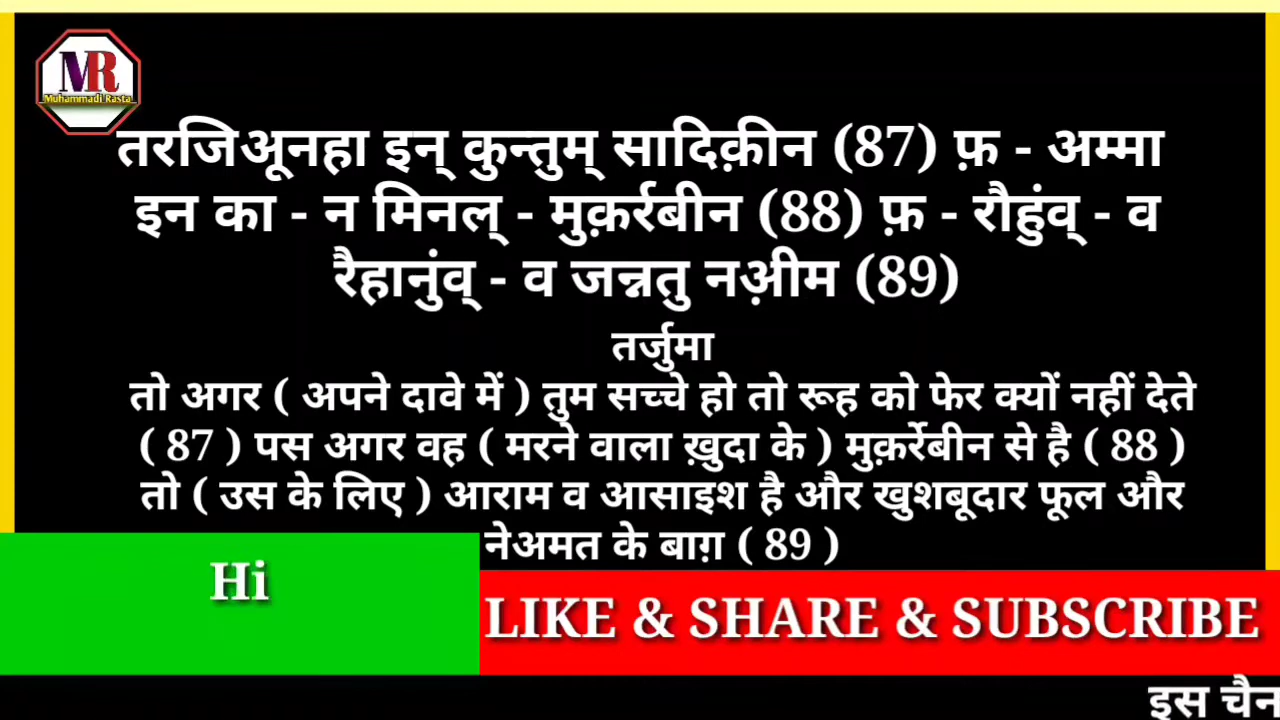 MR
Muhammadi Rasta
तरजिअूनहा इन् कुन्तुम् सादिक़ीन (87) फ़ - अम्मा
इन का - न मिनल् - मुक़र्रबीन (88) फ़ - रौहुंव् - व
रैहानुंव् - व जन्नतु नअ़ीम (89)
तर्जुमा
तो अगर ( अपने दावे में ) तुम सच्चे हो तो रूह को फेर क्यों नहीं देते
( 87 ) पस अगर वह ( मरने वाला ख़ुदा के ) मुक़र्रेबीन से है ( 88 )
तो ( उस के लिए ) आराम व आसाइश है और खुशबूदार फूल और
नेअमत के बाग़ ( 89 )
Hi
LIKE & SHARE & SUBSCRIBE
इस चैन